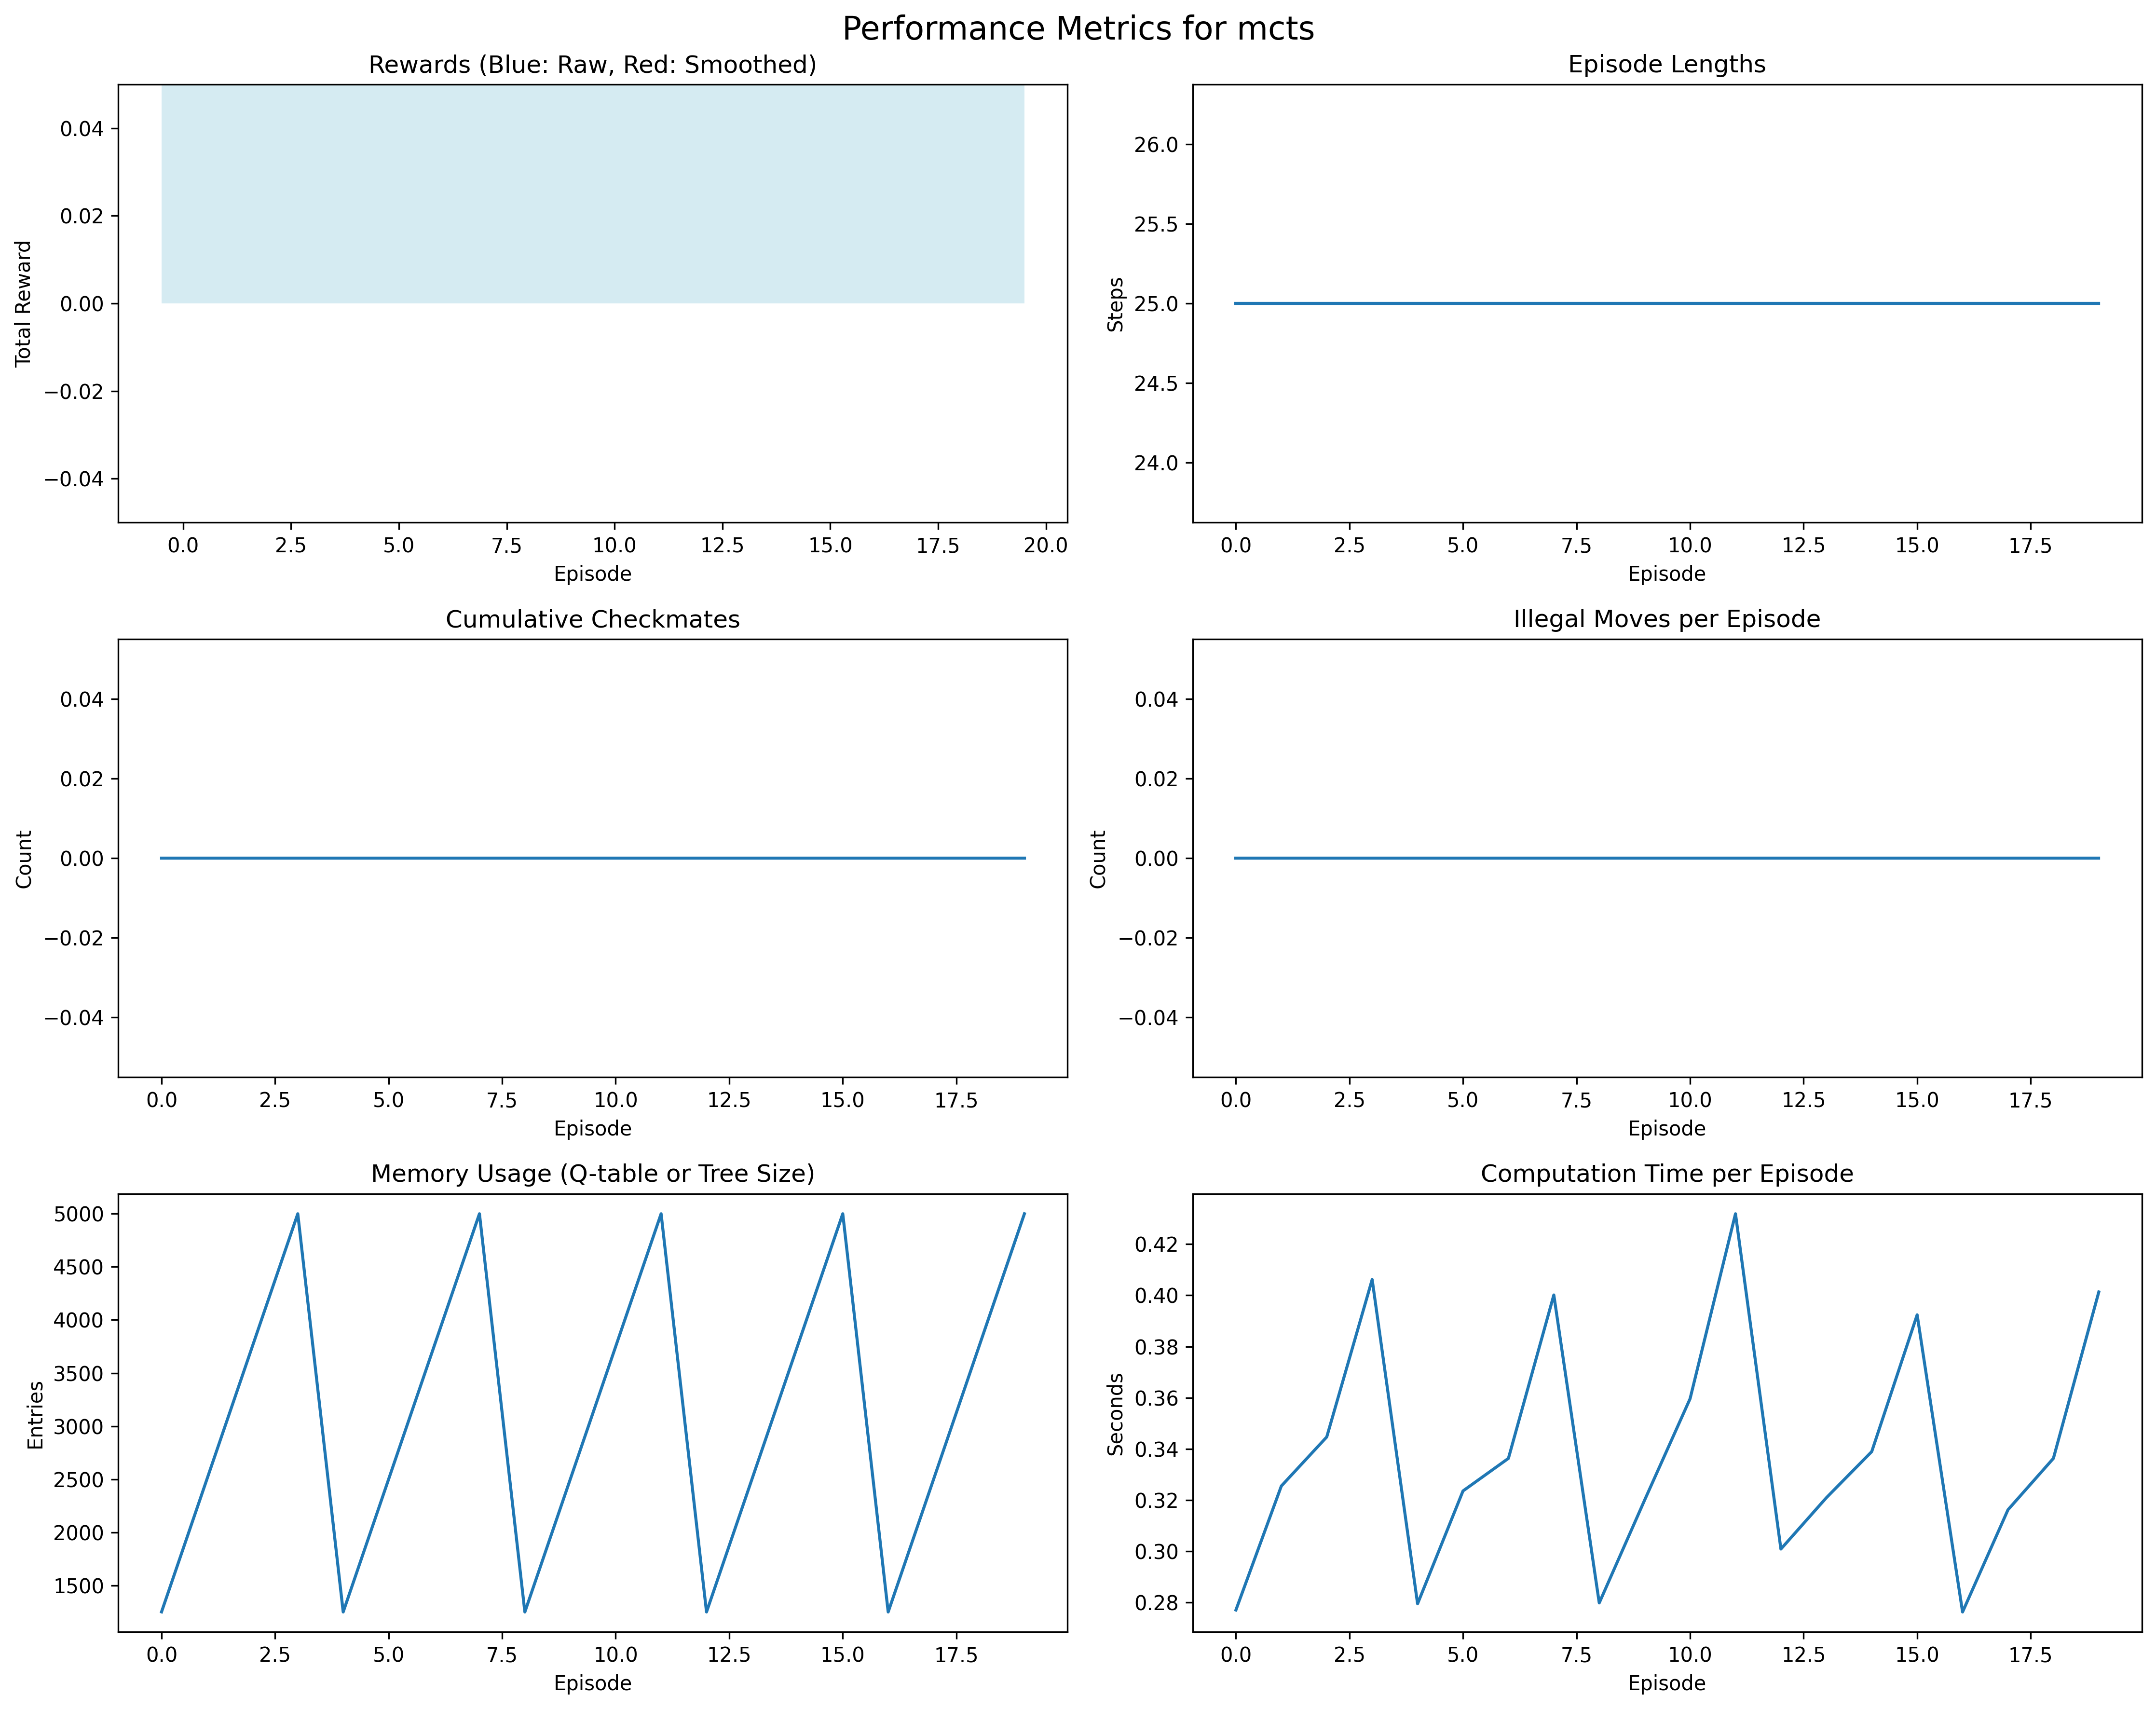 Performance Metrics for mcts
Rewards (Blue: Raw, Red: Smoothed)
Total Reward
0.04
0.02
0.00
−0.02
−0.04
0.0 2.5 5.0 7.5 10.0 12.5 15.0 17.5 20.0
Episode
Episode Lengths
Steps
26.0
25.5
25.0
24.5
24.0
0.0 2.5 5.0 7.5 10.0 12.5 15.0 17.5
Episode
Cumulative Checkmates
Count
0.04
0.02
0.00
−0.02
−0.04
0.0 2.5 5.0 7.5 10.0 12.5 15.0 17.5
Episode
Illegal Moves per Episode
Count
0.04
0.02
0.00
−0.02
−0.04
0.0 2.5 5.0 7.5 10.0 12.5 15.0 17.5
Episode
Memory Usage (Q-table or Tree Size)
Entries
5000
4500
4000
3500
3000
2500
2000
1500
0.0 2.5 5.0 7.5 10.0 12.5 15.0 17.5
Episode
Computation Time per Episode
Seconds
0.42
0.40
0.38
0.36
0.34
0.32
0.30
0.28
0.0 2.5 5.0 7.5 10.0 12.5 15.0 17.5
Episode